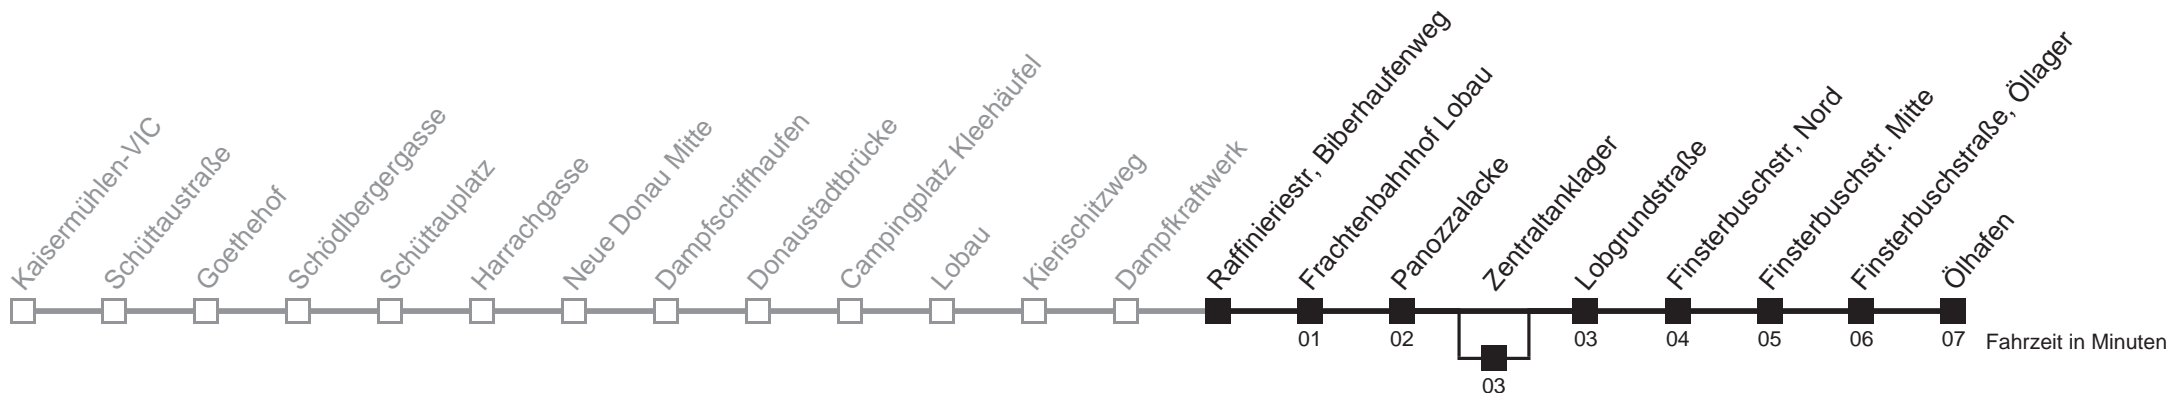 Kaisermühlen-VIC
Schüttaustraße
Goethehof
Schödlbergergasse
Schüttauplatz
Harrachgasse
Neue Donau Mitte
Dampfschiffhaufen
Donaustadtbrücke
Campingplatz Kleehäufel
Lobau
Kierischitzweg
Dampfkraftwerk
Raffinieriestr, Biberhaufenweg
Frachtenbahnhof Lobau
Panozzalacke
Zentraltanklager
Lobgrundstraße
Finsterbuschstr, Nord
Finsterbuschstr. Mitte
Finsterbuschstraße, Öllager
Ölhafen
01
02
03
04
05
06
07
Fahrzeit in Minuten
03